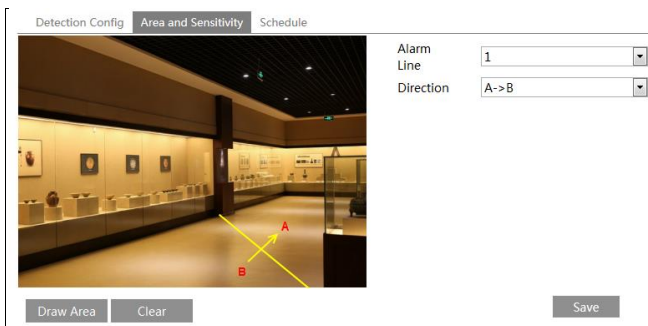 Detection Config Area and Sensitivity Schedule
Alarm Line 1
Direction A->B
A
B
Draw Area Clear Save